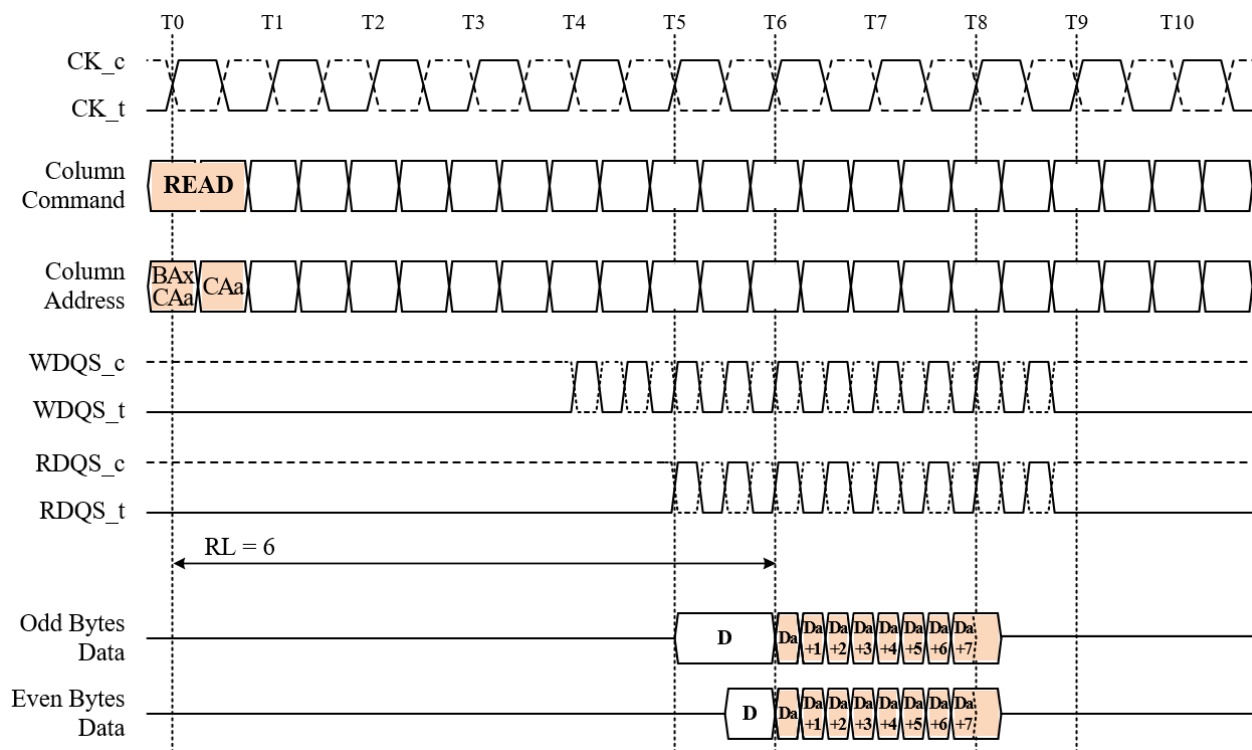 T0 T1 T2 T3 T4 T5 T6 T7 T8 T9 T10
CK_c
CK_t
Column
Command
READ
Column
Address
BAx
CAa
CAa
WDQS_c
WDQS_t
RDQS_c
RDQS_t
RL = 6
Odd Bytes
Data
D
Da
Da
+1
Da
+2
Da
+3
Da
+4
Da
+5
Da
+6
Da
+7
Even Bytes
Data
D
Da
Da
+1
Da
+2
Da
+3
Da
+4
Da
+5
Da
+6
Da
+7